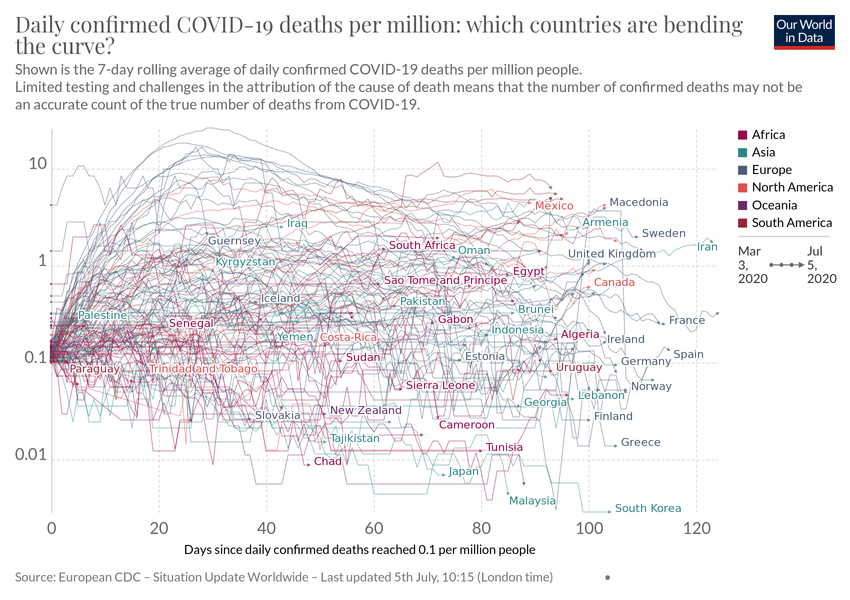 Daily confirmed COVID-19 deaths per million: which countries are bending
the curve?
Our World
in Data
Shown is the 7-day rolling average of daily confirmed COVID-19 deaths per million people.
Limited testing and challenges in the attribution of the cause of death means that the number of confirmed deaths may not be
an accurate count of the true number of deaths from COVID-19.
Africa
Asia
Europe
North America
Oceania
South America
Mar
3,
2020
Jul
5,
2020
10
1
0.1
0.01
Mexico
Macedonia
Iraq
Armenia
Guernsey
Sweden
South Africa
Oman
Iran
United Kingdom
Kyrgyzstan
Egypt
Sao Tome and Principe
Canada
Iceland
Pakistan
Brunei
Palestine
Gabon
France
Senegal
Indonesia
Yemen
Costa Rica
Algeria
Ireland
Sudan
Estonia
Spain
Germany
Paraguay
Trinidad and Tobago
Uruguay
Sierra Leone
Norway
Lebanon
Georgia
New Zealand
Slovakia
Finland
Cameroon
Tajikistan
Greece
Tunisia
Chad
Japan
Malaysia
South Korea
0
20
40
60
80
100
120
Days since daily confirmed deaths reached 0.1 per million people
Source: European CDC – Situation Update Worldwide – Last updated 5th July, 10:15 (London time)